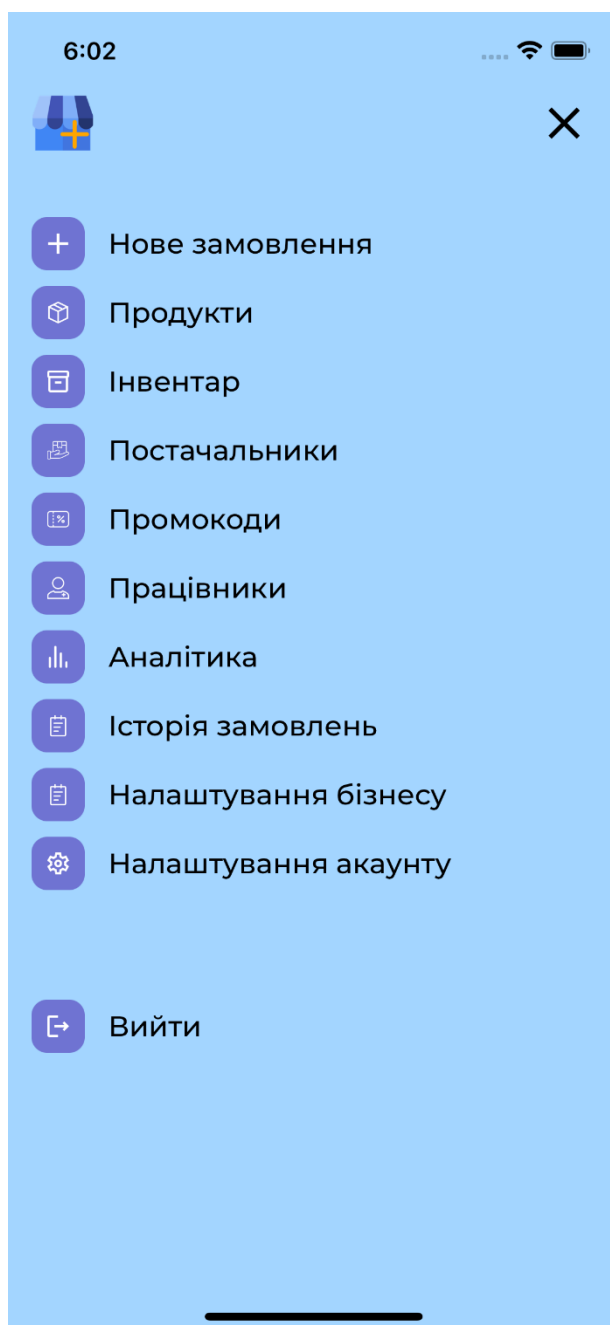 6:02
Нове замовлення
Продукти
Інвентар
Постачальники
Промокоди
Працівники
Аналітика
Історія замовлень
Налаштування бізнесу
Налаштування акаунту
Вийти